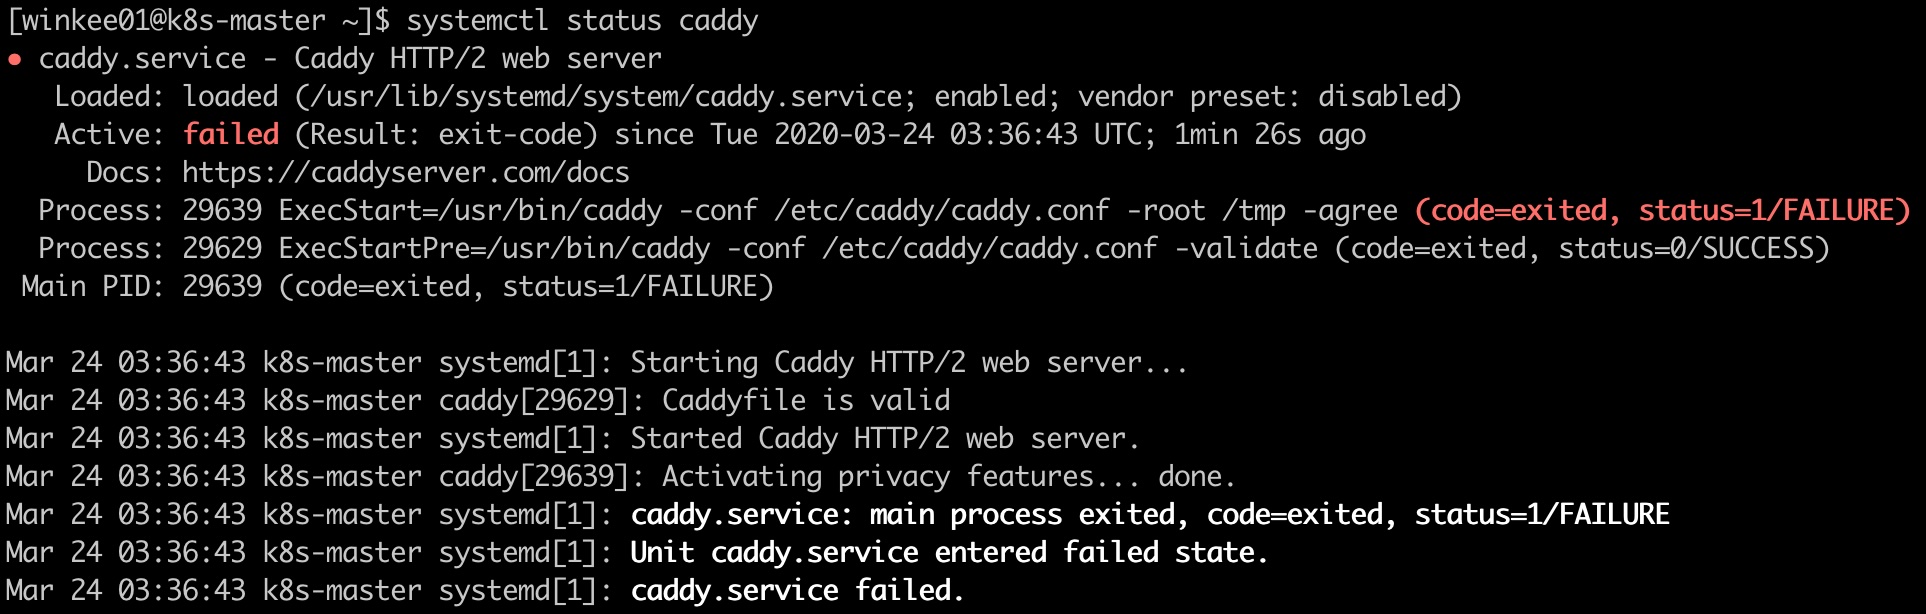 [winkee01@k8s-master ~]$ systemctl status caddy
● caddy.service - Caddy HTTP/2 web server
   Loaded: loaded (/usr/lib/systemd/system/caddy.service; enabled; vendor preset: disabled)
   Active: failed (Result: exit-code) since Tue 2020-03-24 03:36:43 UTC; 1min 26s ago
     Docs: https://caddyserver.com/docs
  Process: 29639 ExecStart=/usr/bin/caddy -conf /etc/caddy/caddy.conf -root /tmp -agree (code=exited, status=1/FAILURE)
  Process: 29629 ExecStartPre=/usr/bin/caddy -conf /etc/caddy/caddy.conf -validate (code=exited, status=0/SUCCESS)
 Main PID: 29639 (code=exited, status=1/FAILURE)

Mar 24 03:36:43 k8s-master systemd[1]: Starting Caddy HTTP/2 web server...
Mar 24 03:36:43 k8s-master caddy[29629]: Caddyfile is valid
Mar 24 03:36:43 k8s-master systemd[1]: Started Caddy HTTP/2 web server.
Mar 24 03:36:43 k8s-master caddy[29639]: Activating privacy features... done.
Mar 24 03:36:43 k8s-master systemd[1]: caddy.service: main process exited, code=exited, status=1/FAILURE
Mar 24 03:36:43 k8s-master systemd[1]: Unit caddy.service entered failed state.
Mar 24 03:36:43 k8s-master systemd[1]: caddy.service failed.